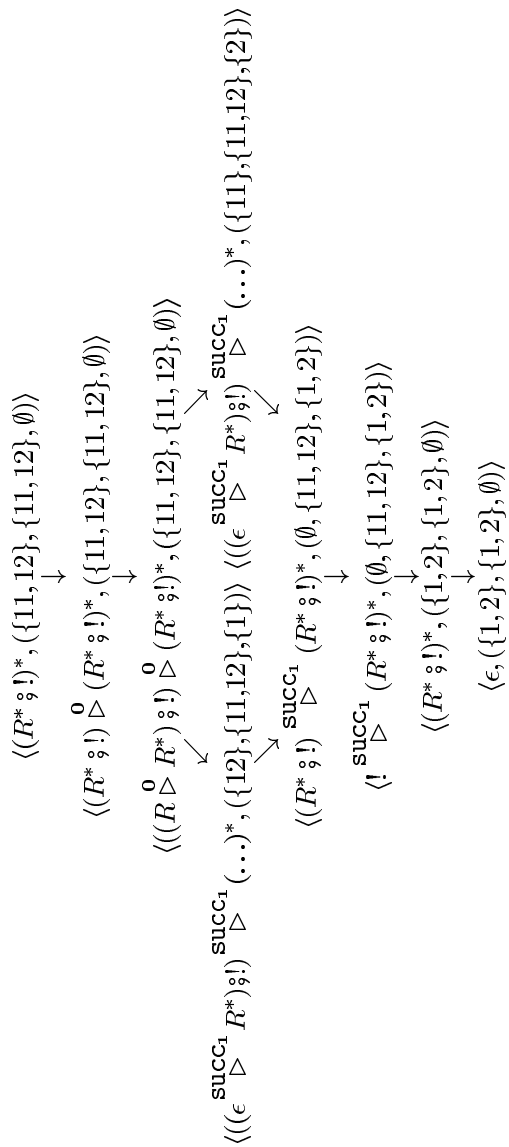 ⟨(R* ⨟ !)*, ({11, 12}, {11, 12}, ∅)⟩
↓
⟨(R* ⨟ !) ▷⁰ (R* ⨟ !)*, ({11, 12}, {11, 12}, ∅)⟩
↓
⟨((R ▷⁰ R*) ⨟ !) ▷⁰ (R* ⨟ !)*, ({11, 12}, {11, 12}, ∅)⟩
↙ ↘
⟨((ϵ ▷^{succ₁} R*) ⨟ !) ▷^{succ₁} (…)*, ({12}, {11,12}, {1})⟩ ⟨((ϵ ▷^{succ₁} R*) ⨟ !) ▷^{succ₁} (…)*, ({11}, {11,12}, {2})⟩
↘ ↙
⟨(R* ⨟ !) ▷^{succ₁} (R* ⨟ !)*, (∅, {11, 12}, {1, 2})⟩
↓
⟨! ▷^{succ₁} (R* ⨟ !)*, (∅, {11, 12}, {1, 2})⟩
↓
⟨(R* ⨟ !)*, ({1, 2}, {1, 2}, ∅)⟩
↓
⟨ϵ, ({1, 2}, {1, 2}, ∅)⟩